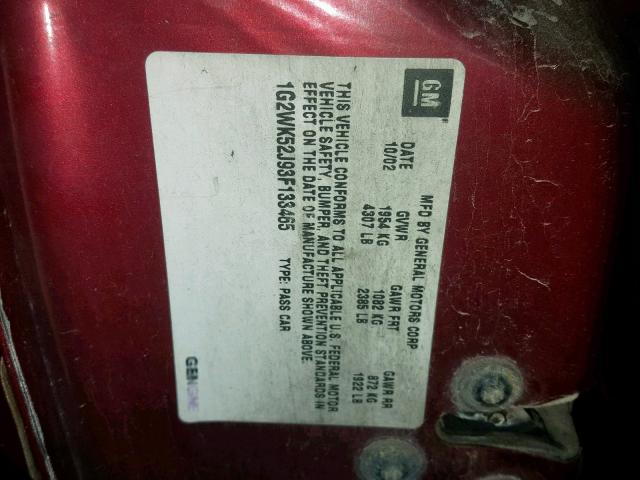 GM
MFD BY GENERAL MOTORS CORP
DATE GVWR GAWR FRT GAWR RR
10/02 1954 KG 1082 KG 872 KG
4307 LB 2385 LB 1922 LB
THIS VEHICLE CONFORMS TO ALL APPLICABLE U.S. FEDERAL MOTOR
VEHICLE SAFETY, BUMPER, AND THEFT PREVENTION STANDARDS IN
EFFECT ON THE DATE OF MANUFACTURE SHOWN ABOVE.
1G2WK52J93F133465 TYPE: PASS CAR